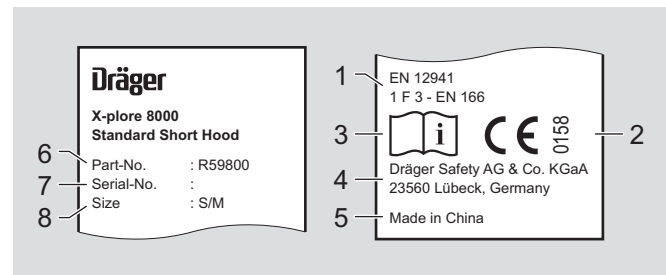 Dräger
X-plore 8000
Standard Short Hood
6 Part-No. : R59800
7 Serial-No. :
8 Size : S/M
1 EN 12941
1 F 3 - EN 166
3 i CE 0158 2
4 Dräger Safety AG & Co. KGaA
23560 Lübeck, Germany
5 Made in China